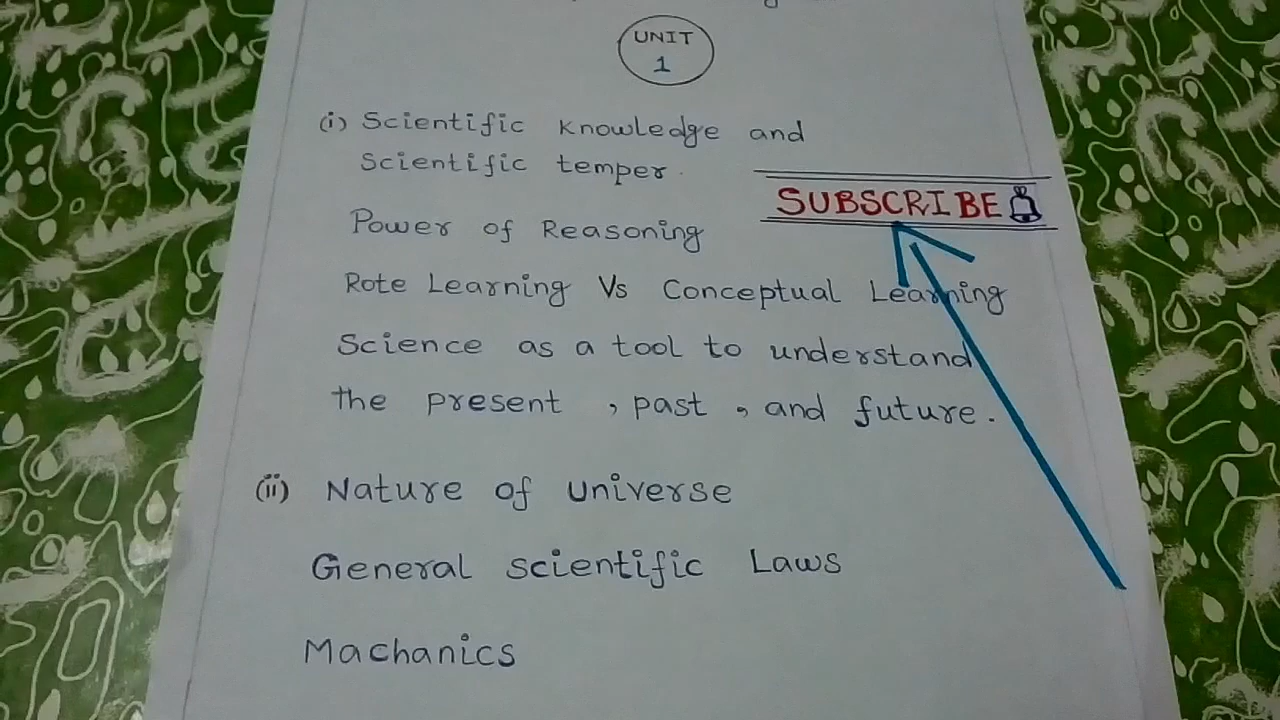 UNIT
1
(i) Scientific knowledge and
Scientific temper.
SUBSCRIBE
Power of Reasoning
Rote Learning Vs Conceptual Learning
Science as a tool to understand
the present , past , and future.
(ii) Nature of universe
General scientific Laws
Machanics